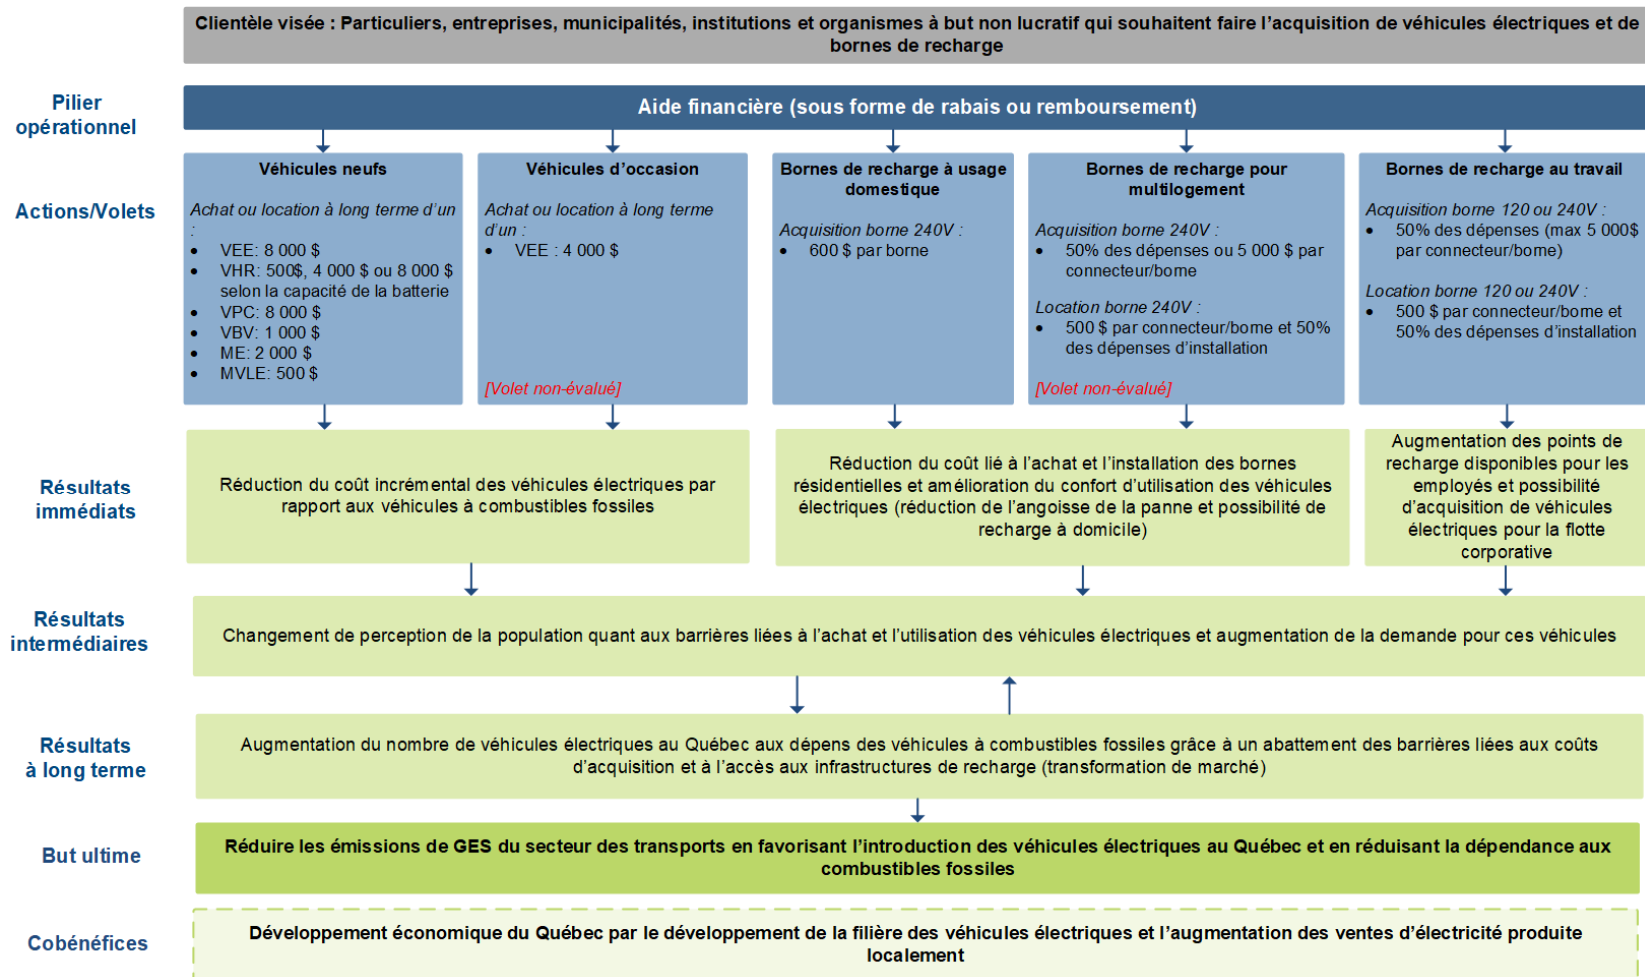 Clientèle visée : Particuliers, entreprises, municipalités, institutions et organismes à but non lucratif qui souhaitent faire l'acquisition de véhicules électriques et de
bornes de recharge
Pilier
opérationnel
Aide financière (sous forme de rabais ou remboursement)
Actions/Volets
Véhicules neufs
Achat ou location à long terme d'un
:
• VEE: 8 000 $
• VHR: 500$, 4 000 $ ou 8 000 $
selon la capacité de la batterie
• VPC: 8 000 $
• VBV: 1 000 $
• ME: 2 000 $
• MVLE: 500 $
Véhicules d'occasion
Achat ou location à long terme
d'un :
• VEE : 4 000 $
[Volet non-évalué]
Bornes de recharge à usage
domestique
Acquisition borne 240V :
• 600 $ par borne
Bornes de recharge pour
multilogement
Acquisition borne 240V :
• 50% des dépenses ou 5 000 $ par
connecteur/borne
Location borne 240V :
• 500 $ par connecteur/borne et 50%
des dépenses d'installation
[Volet non-évalué]
Bornes de recharge au travail
Acquisition borne 120 ou 240V :
• 50% des dépenses (max 5 000$
par connecteur/borne)
Location borne 120 ou 240V :
• 500 $ par connecteur/borne et
50% des dépenses d'installation
Résultats
immédiats
Réduction du coût incrémental des véhicules électriques par
rapport aux véhicules à combustibles fossiles
Réduction du coût lié à l'achat et l'installation des bornes
résidentielles et amélioration du confort d'utilisation des véhicules
électriques (réduction de l'angoisse de la panne et possibilité de
recharge à domicile)
Augmentation des points de
recharge disponibles pour les
employés et possibilité
d'acquisition de véhicules
électriques pour la flotte
corporative
Résultats
intermédiaires
Changement de perception de la population quant aux barrières liées à l'achat et l'utilisation des véhicules électriques et augmentation de la demande pour ces véhicules
Résultats
à long terme
Augmentation du nombre de véhicules électriques au Québec aux dépens des véhicules à combustibles fossiles grâce à un abattement des barrières liées aux coûts
d'acquisition et à l'accès aux infrastructures de recharge (transformation de marché)
But ultime
Réduire les émissions de GES du secteur des transports en favorisant l'introduction des véhicules électriques au Québec et en réduisant la dépendance aux
combustibles fossiles
Cobénéfices
Développement économique du Québec par le développement de la filière des véhicules électriques et l'augmentation des ventes d'électricité produite
localement